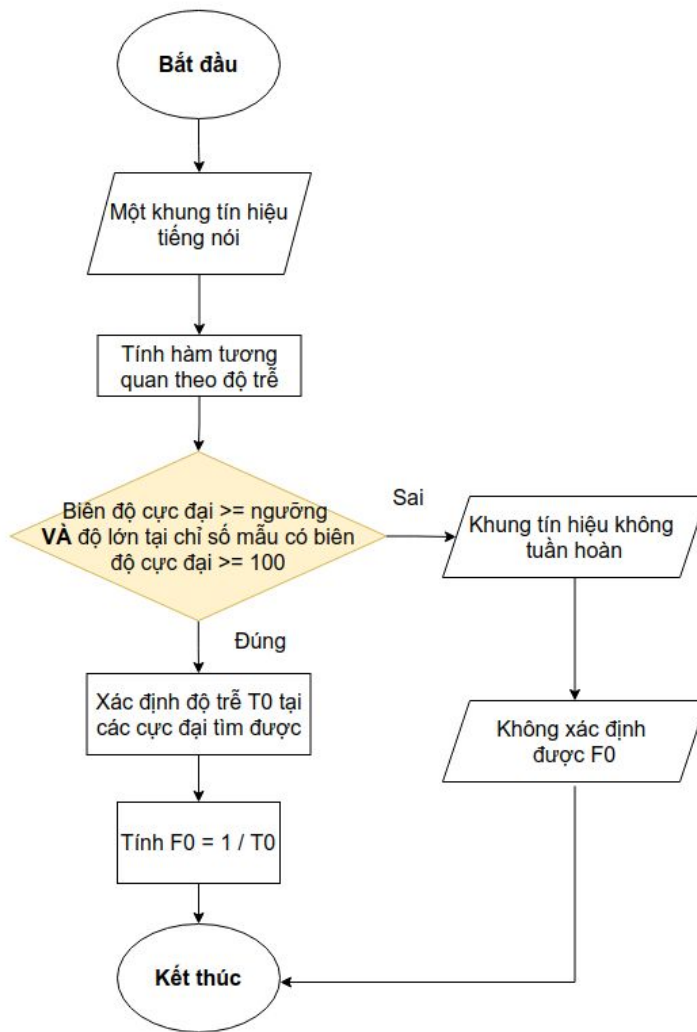 Bắt đầu
Một khung tín hiệu
tiếng nói
Tính hàm tương
quan theo độ trễ
Biên độ cực đại >= ngưỡng
VÀ độ lớn tại chỉ số mẫu có biên
độ cực đại >= 100
Sai
Khung tín hiệu không
tuần hoàn
Đúng
Xác định độ trễ T0 tại
các cực đại tìm được
Không xác định
được F0
Tính F0 = 1 / T0
Kết thúc